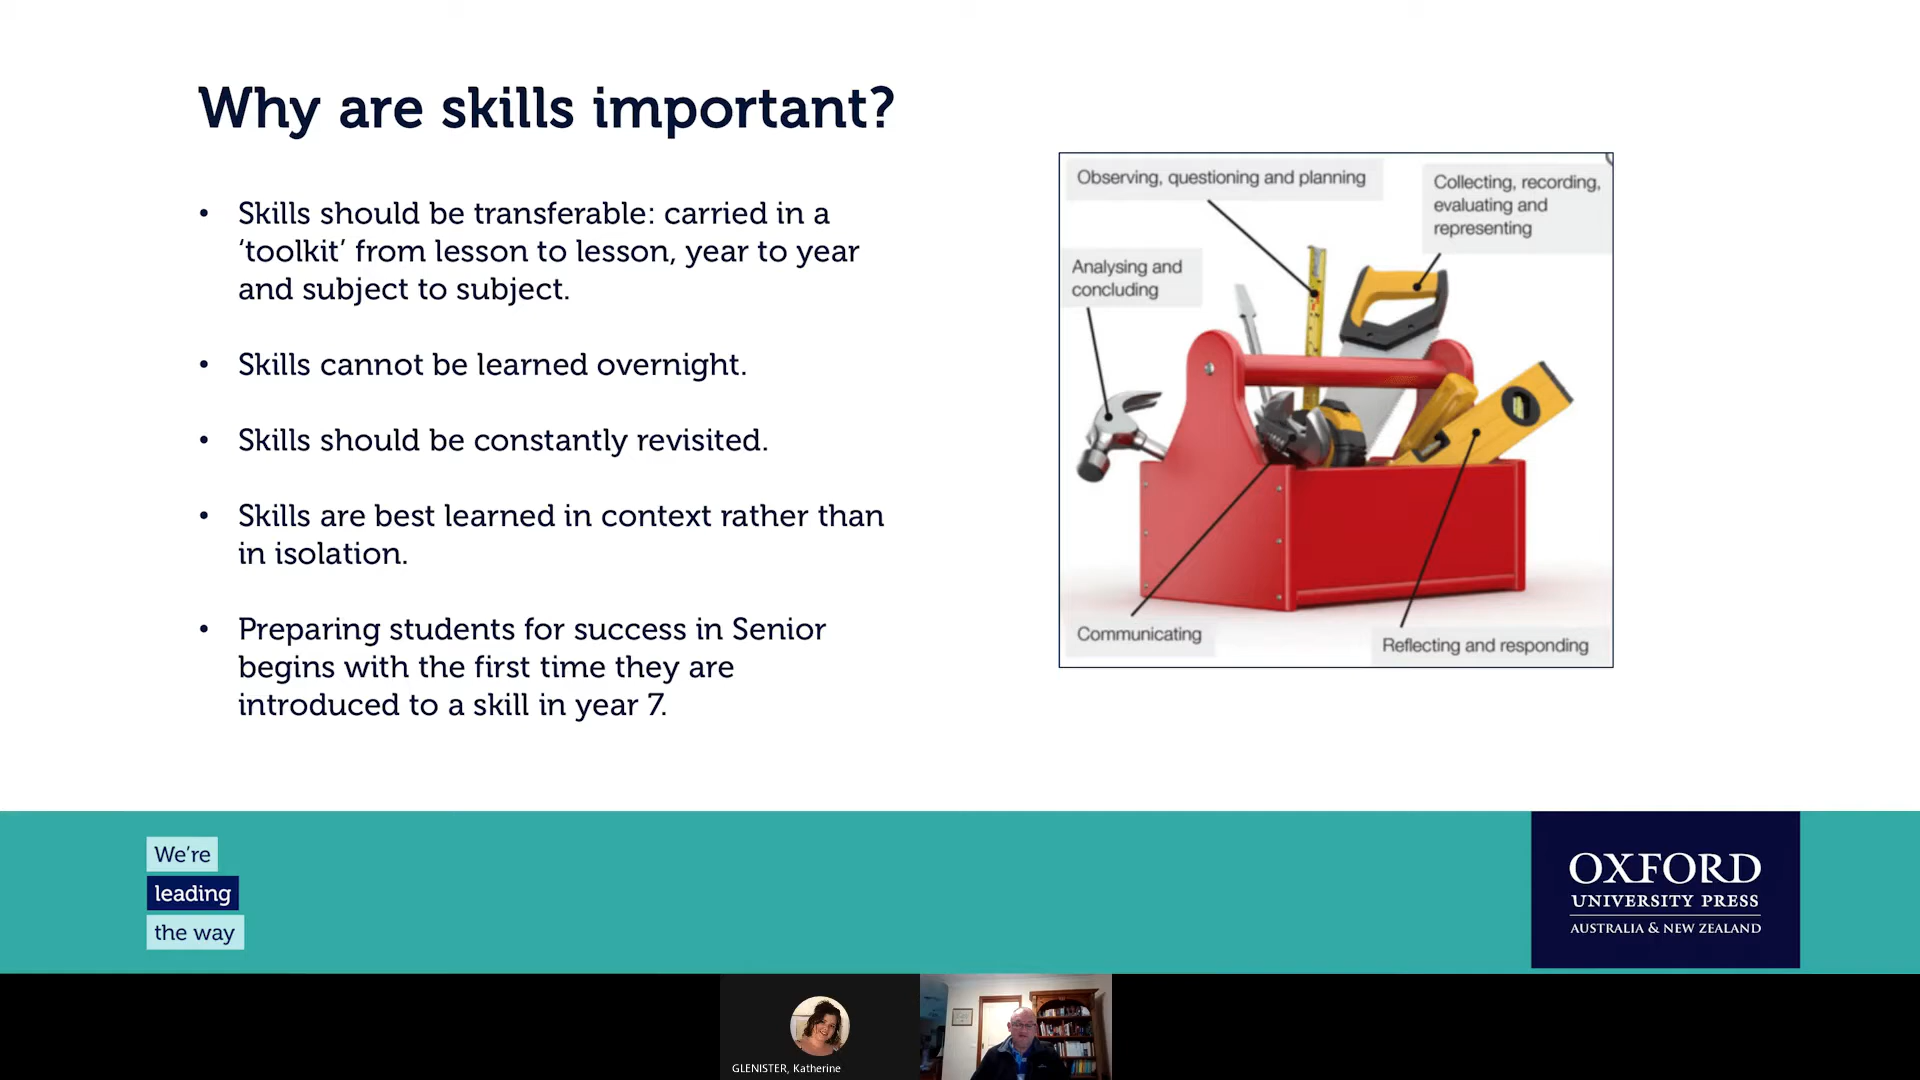 Why are skills important?
• Skills should be transferable: carried in a
‘toolkit’ from lesson to lesson, year to year
and subject to subject.
• Skills cannot be learned overnight.
• Skills should be constantly revisited.
• Skills are best learned in context rather than
in isolation.
• Preparing students for success in Senior
begins with the first time they are
introduced to a skill in year 7.
Observing, questioning and planning
Collecting, recording,
evaluating and
representing
Analysing and
concluding
Communicating
Reflecting and responding
We’re
leading
the way
OXFORD
UNIVERSITY PRESS
AUSTRALIA & NEW ZEALAND
GLENISTER, Katherine